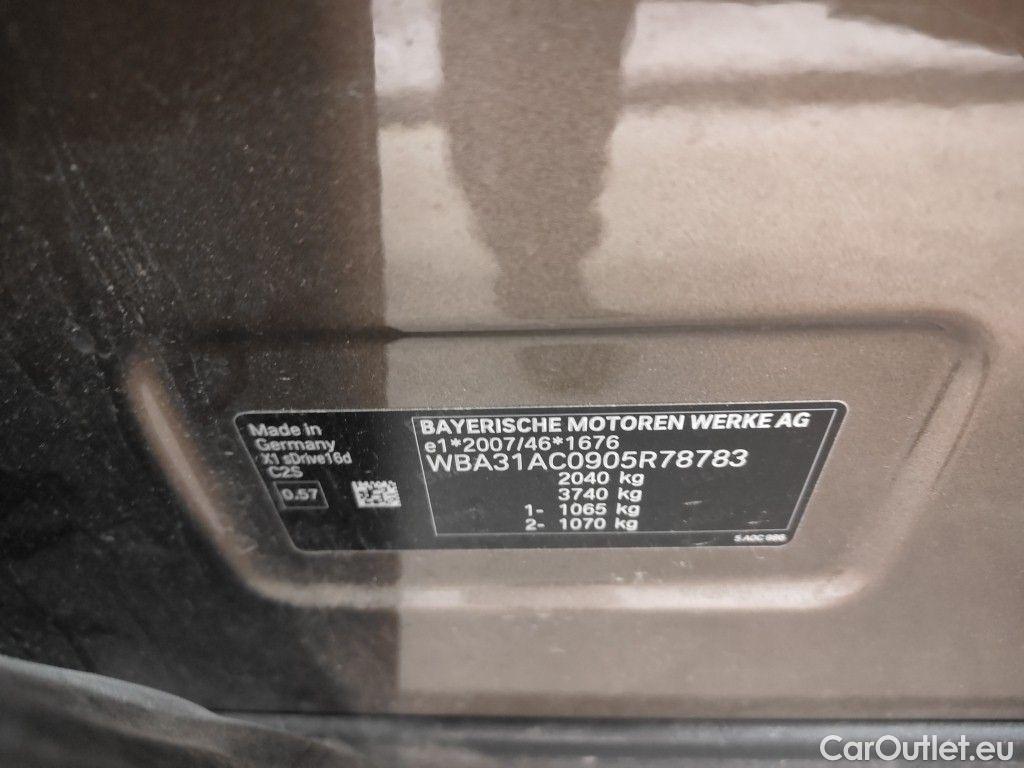 Made in
Germany
X1 sDrive16d
C2S
0.57
BAYERISCHE MOTOREN WERKE AG
e1*2007/46*1676
WBA31AC0905R78783
2040 kg
3740 kg
1- 1065 kg
2- 1070 kg
CarOutlet.eu